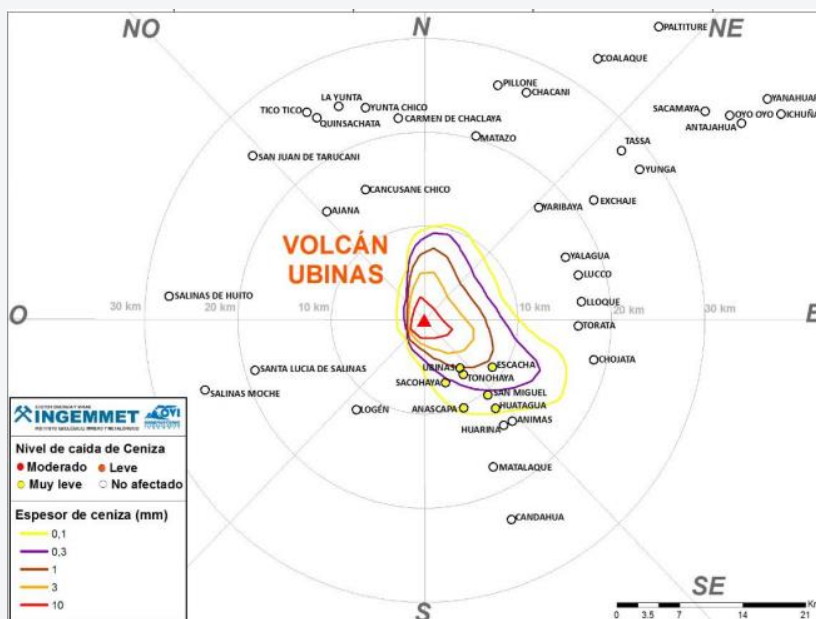 PALTITURE
NO
N
NE
COALAQUE
PILLONE
CHACANI
LA YUNTA
YUNTA CHICO
TICO TICO
QUINSACHATA
CARMEN DE CHACLAYA
YANAHUAR
SACAMAYA
OYO OYO
ICHUÑA
ANTAJAHUA
MATAZO
TASSA
SAN JUAN DE TARUCANI
YUNGA
CANCUSANE CHICO
EXCHAJE
AJANA
YARIBAYA
VOLCÁN
UBINAS
YALAGUA
LUCCO
SALINAS DE HUITO
LLOQUE
O
30 km
20 km
10 km
10 km
20 km
30 km
E
TORATA
CHOJATA
SANTA LUCIA DE SALINAS
UBINAS
ESCACHA
TONOHAYA
SACOHAYA
SALINAS MOCHE
SAN MIGUEL
LOGÉN
ANASCAPA
HUATAGUA
ANIMAS
HUARINA
INGEMMET
OVI
Nivel de caída de Ceniza
Moderado
Leve
Muy leve
No afectado
MATALAQUE
Espesor de ceniza (mm)
0,1
0,3
1
3
10
CANDAHUA
SE
S
0 3.5 7 14 21
Km